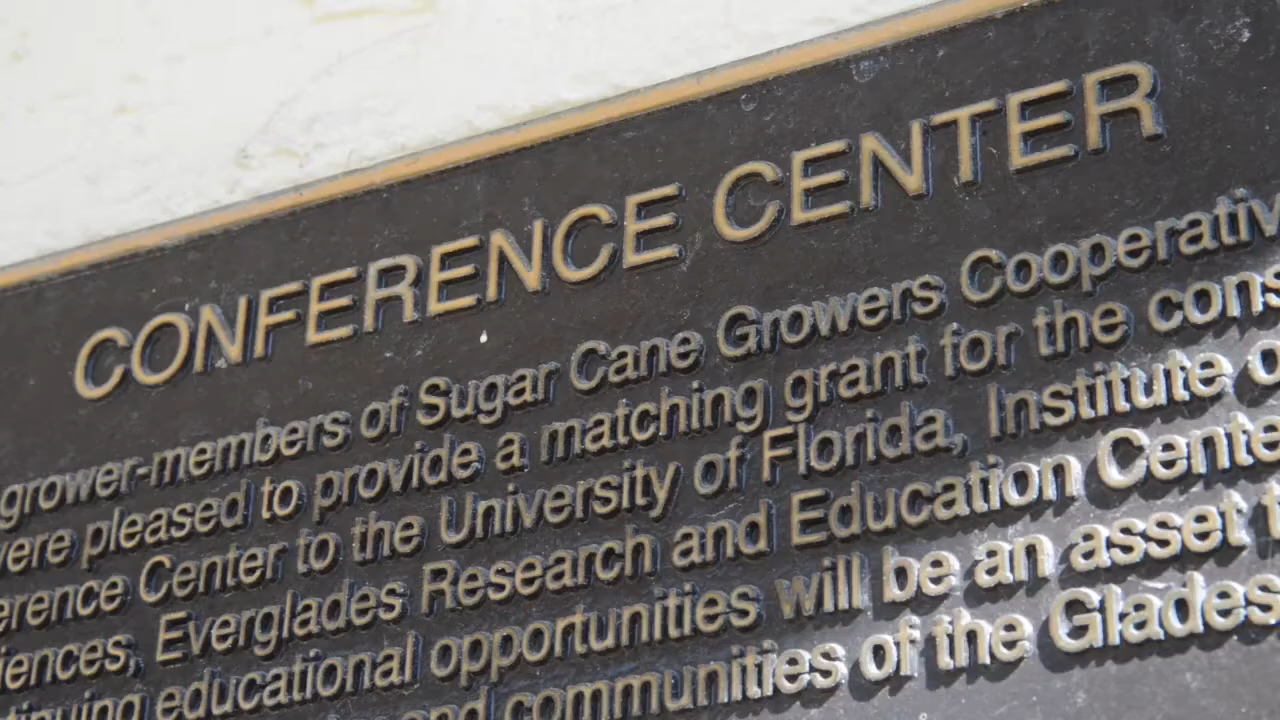 CONFERENCE CENTER
grower-members of Sugar Cane Growers Cooperativ
were pleased to provide a matching grant for the cons
erence Center to the University of Florida, Institute o
iences, Everglades Research and Education Cente
tinuing educational opportunities will be an asset t
and communities of the Glades